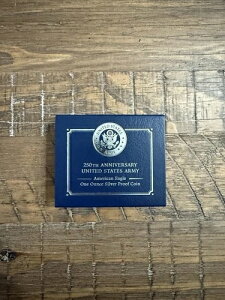 250TH ANNIVERSARY
UNITED STATES ARMY
American Eagle
One Ounce Silver Proof Coin